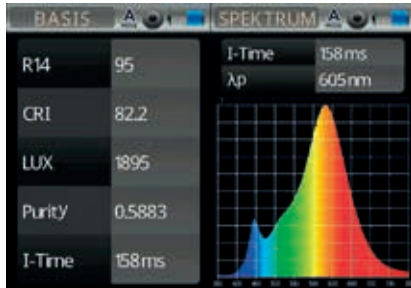 BASIS A
R14 95
CRI 82.2
LUX 1895
Purity 0.5883
I-Time 158ms
SPEKTRUM A
I-Time 158ms
λp 605nm